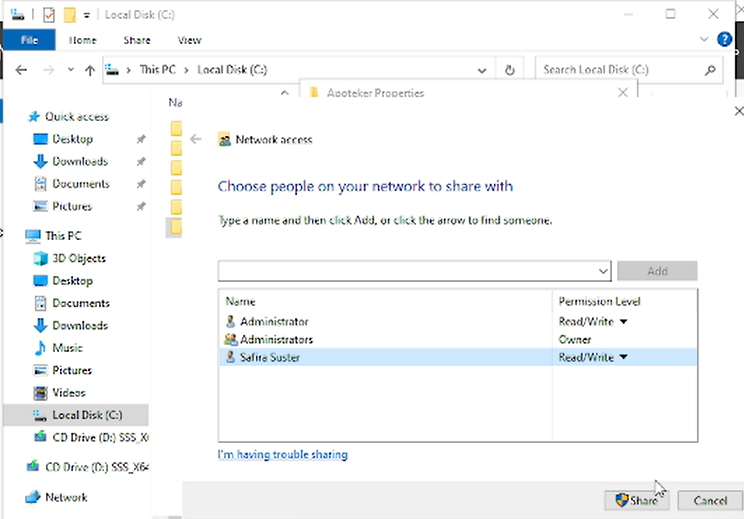 Local Disk (C:)
File Home Share View
This PC Local Disk (C:) Search Local Disk (C:)
Apoteker Properties
Na
Quick access
Desktop
Downloads
Documents
Pictures
This PC
3D Objects
Desktop
Documents
Downloads
Music
Pictures
Videos
Local Disk (C:)
CD Drive (D:) SSS_X6
CD Drive (D:) SSS_X64
Network
Network access
Choose people on your network to share with
Type a name and then click Add, or click the arrow to find someone.
Add
Name Permission Level
Administrator Read/Write
Administrators Owner
Safira Suster Read/Write
I'm having trouble sharing
Share Cancel